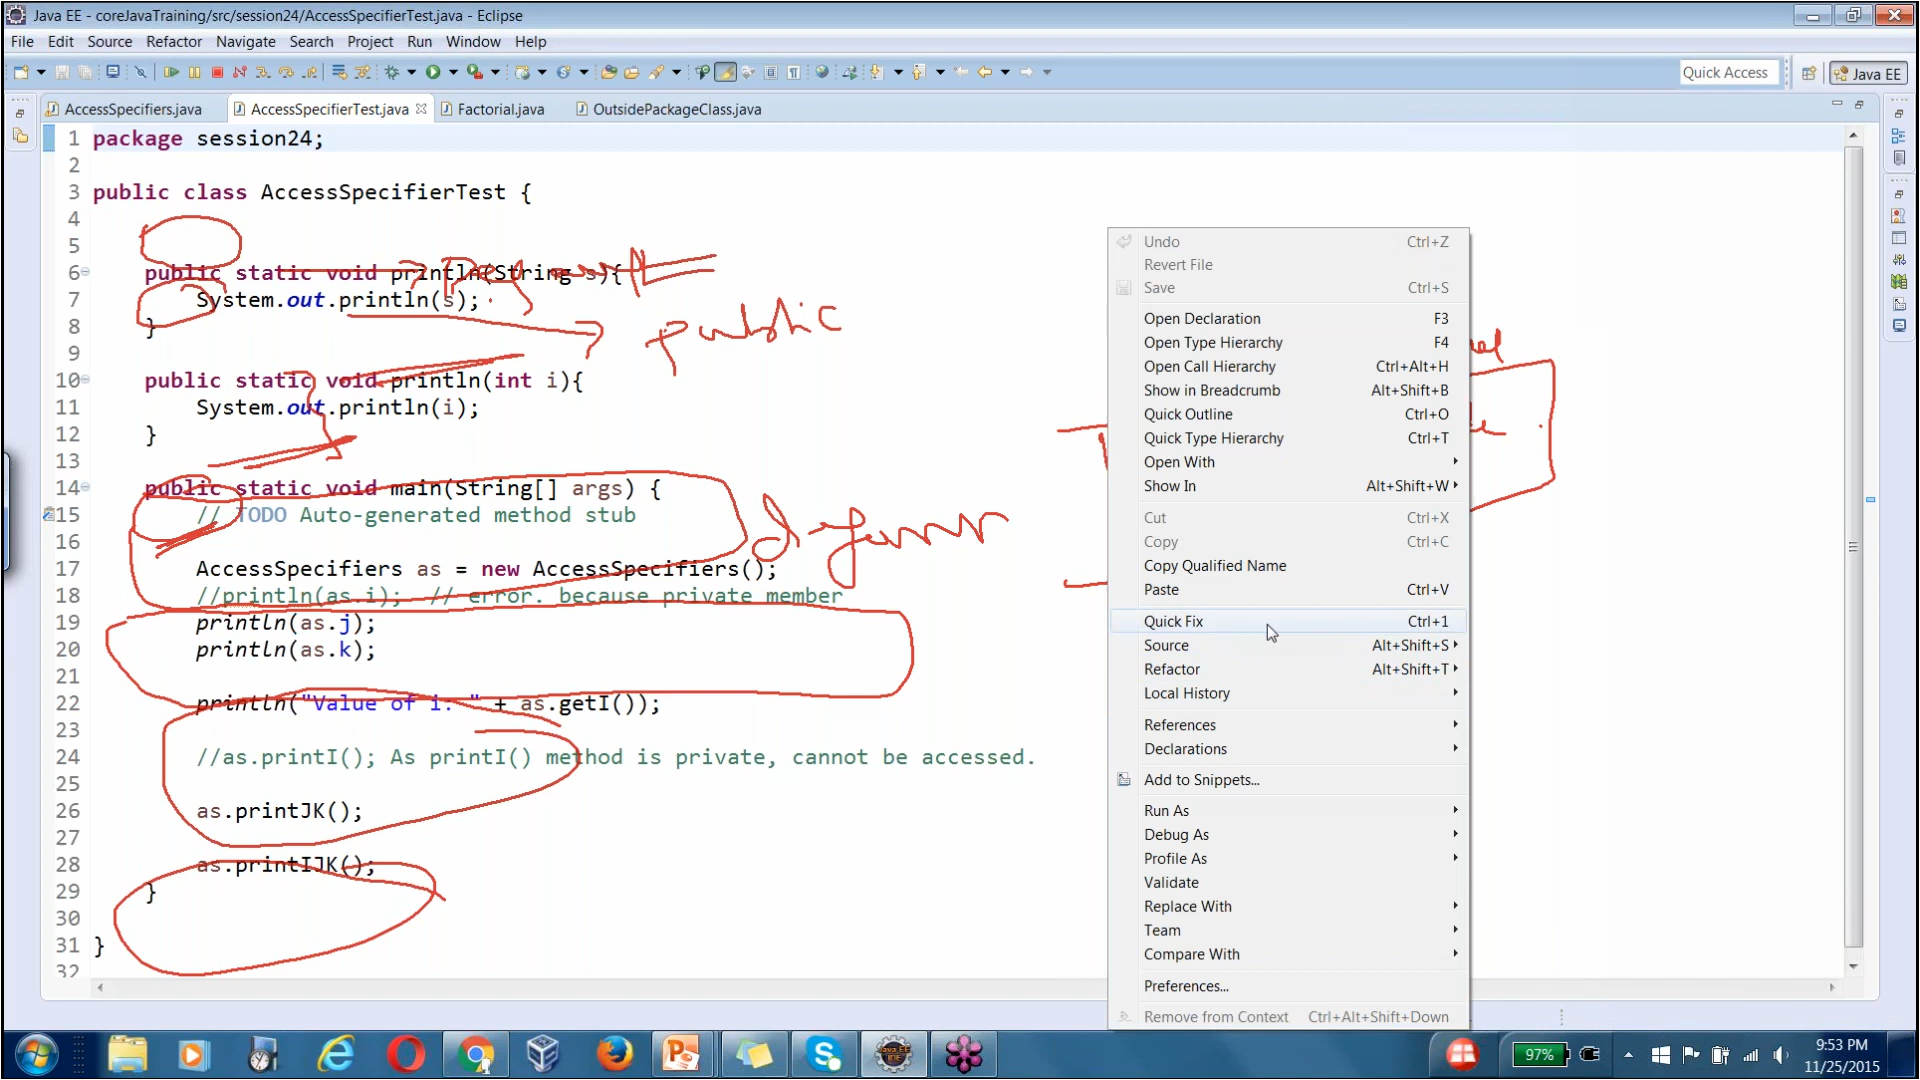 Java EE - coreJavaTraining/src/session24/AccessSpecifierTest.java - Eclipse
File Edit Source Refactor Navigate Search Project Run Window Help
Quick Access Java EE
AccessSpecifiers.java AccessSpecifierTest.java Factorial.java OutsidePackageClass.java
1 package session24;
2
3 public class AccessSpecifierTest {
4
5
6 public static void println(String s){
7 System.out.println(s);
8 }
public
9
10 public static void println(int i){
11 System.out.println(i);
12 }
13
14 public static void main(String[] args) {
15 // TODO Auto-generated method stub
16
17 AccessSpecifiers as = new AccessSpecifiers();
18 //println(as.i); // error. because private member
19 println(as.j);
20 println(as.k);
21
22 println("Value of i: " + as.getI());
23
24 //as.printI(); As printI() method is private, cannot be accessed.
25
26 as.printJK();
27
28 as.printIJK();
29 }
30
31 }
32
Undo Ctrl+Z
Revert File
Save Ctrl+S
Open Declaration F3
Open Type Hierarchy F4
Open Call Hierarchy Ctrl+Alt+H
Show in Breadcrumb Alt+Shift+B
Quick Outline Ctrl+O
Quick Type Hierarchy Ctrl+T
Open With
Show In Alt+Shift+W
Cut Ctrl+X
Copy Ctrl+C
Copy Qualified Name
Paste Ctrl+V
Quick Fix Ctrl+1
Source Alt+Shift+S
Refactor Alt+Shift+T
Local History
References
Declarations
Add to Snippets...
Run As
Debug As
Profile As
Validate
Replace With
Team
Compare With
Preferences...
Remove from Context Ctrl+Alt+Shift+Down
97%
9:53 PM
11/25/2015